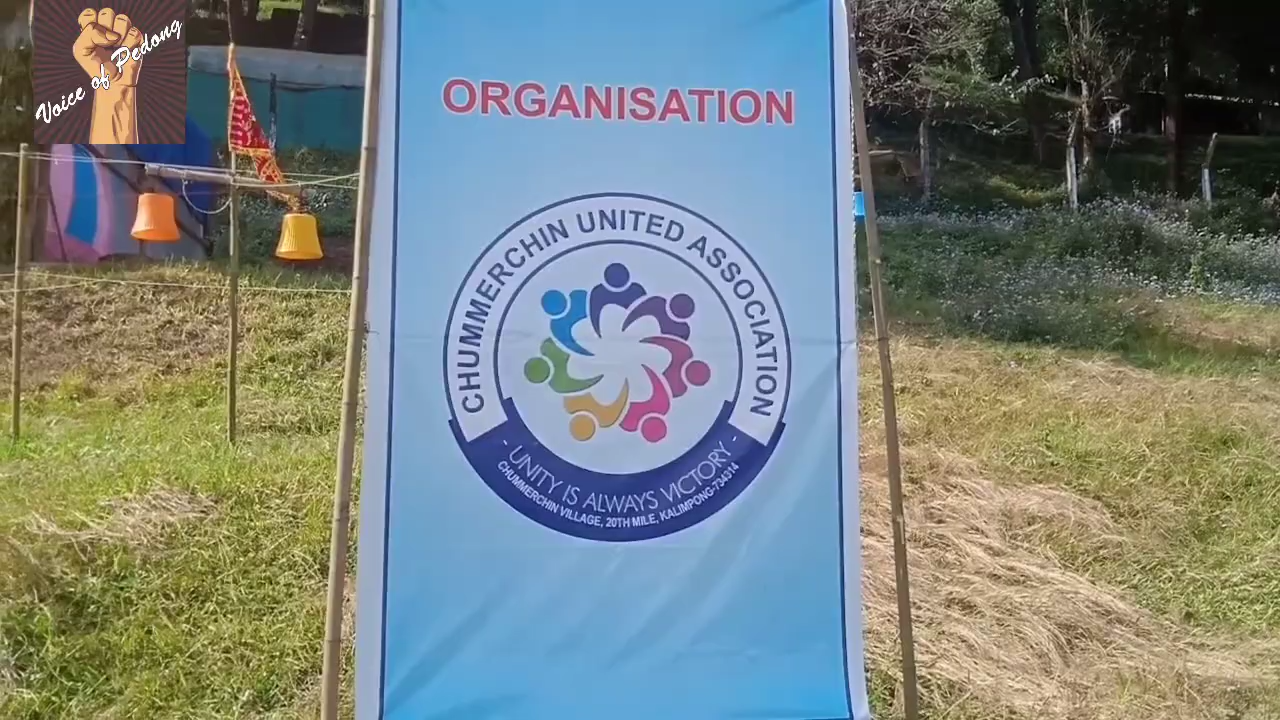 Voice of Pedong
ORGANISATION
CHUMMERCHIN UNITED ASSOCIATION
- UNITY IS ALWAYS VICTORY -
CHUMMERCHIN VILLAGE, 20TH MILE, KALIMPONG-734314